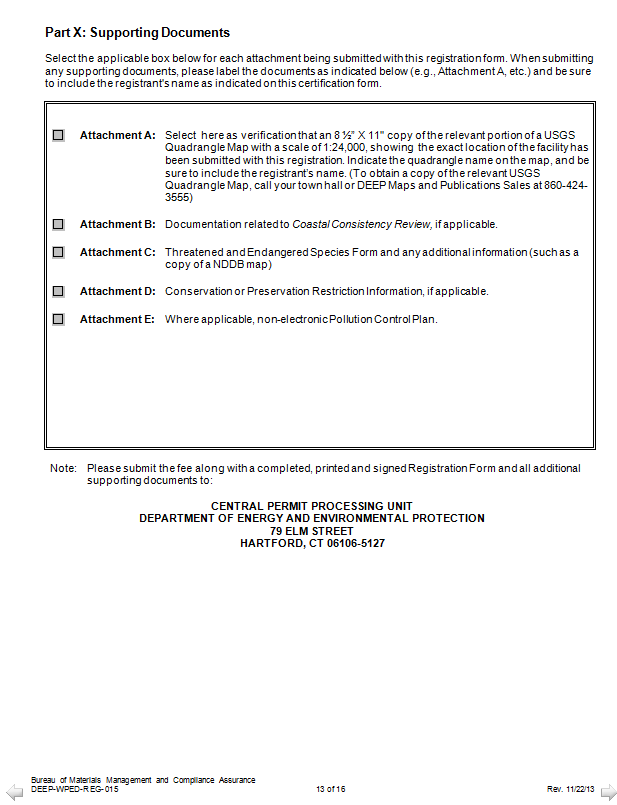 Part X: Supporting Documents
Select the applicable box below for each attachment being submitted with this registration form. When submitting
any supporting documents, please label the documents as indicated below (e.g., Attachment A, etc.) and be sure
to include the registrant's name as indicated on this certification form.
Attachment A: Select here as verification that an 8 ½" X 11" copy of the relevant portion of a USGS
Quadrangle Map with a scale of 1:24,000, showing the exact location of the facility has
been submitted with this registration. Indicate the quadrangle name on the map, and be
sure to include the registrant's name. (To obtain a copy of the relevant USGS
Quadrangle Map, call your town hall or DEEP Maps and Publications Sales at 860-424-
3555)
Attachment B: Documentation related to Coastal Consistency Review, if applicable.
Attachment C: Threatened and Endangered Species Form and any additional information (such as a
copy of a NDDB map)
Attachment D: Conservation or Preservation Restriction Information, if applicable.
Attachment E: Where applicable, non-electronic Pollution Control Plan.
Note: Please submit the fee along with a completed, printed and signed Registration Form and all additional
supporting documents to:
CENTRAL PERMIT PROCESSING UNIT
DEPARTMENT OF ENERGY AND ENVIRONMENTAL PROTECTION
79 ELM STREET
HARTFORD, CT 06106-5127
Bureau of Materials Management and Compliance Assurance
DEEP-WPED-REG-015 13 of 16 Rev. 11/22/13